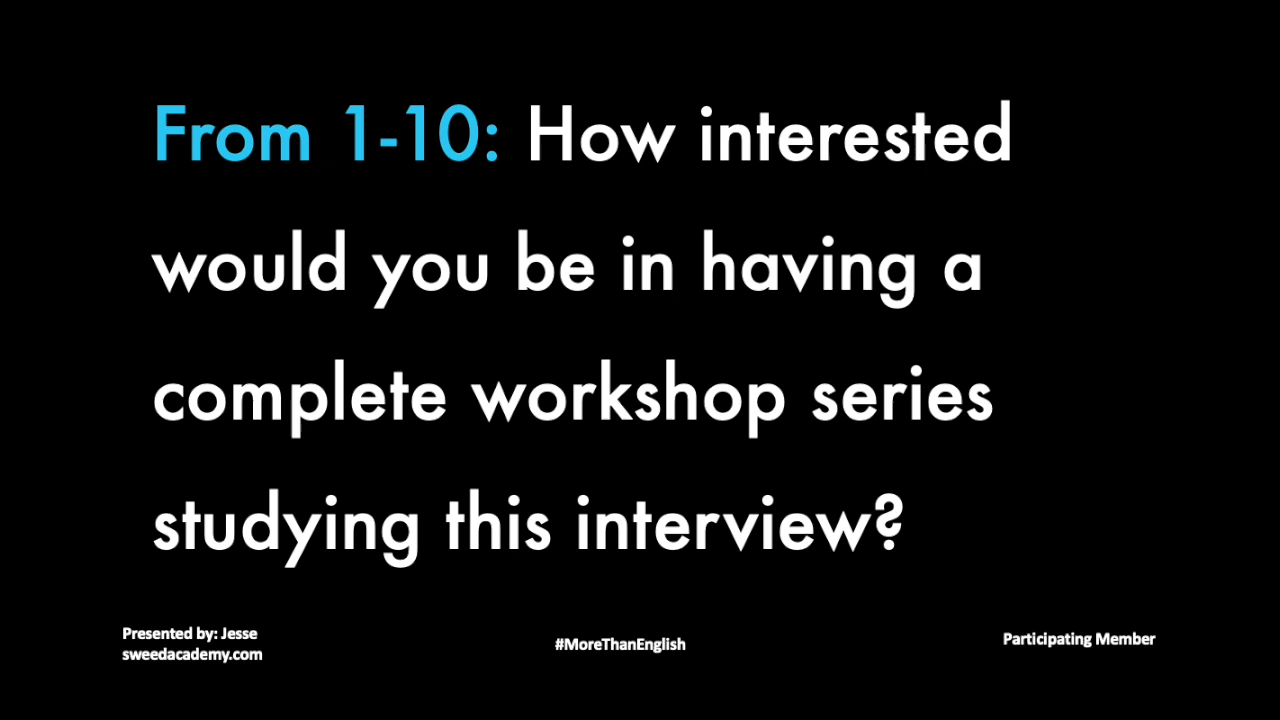 From 1-10: How interested
would you be in having a
complete workshop series
studying this interview?
Presented by: Jesse
sweedacademy.com
#MoreThanEnglish
Participating Member